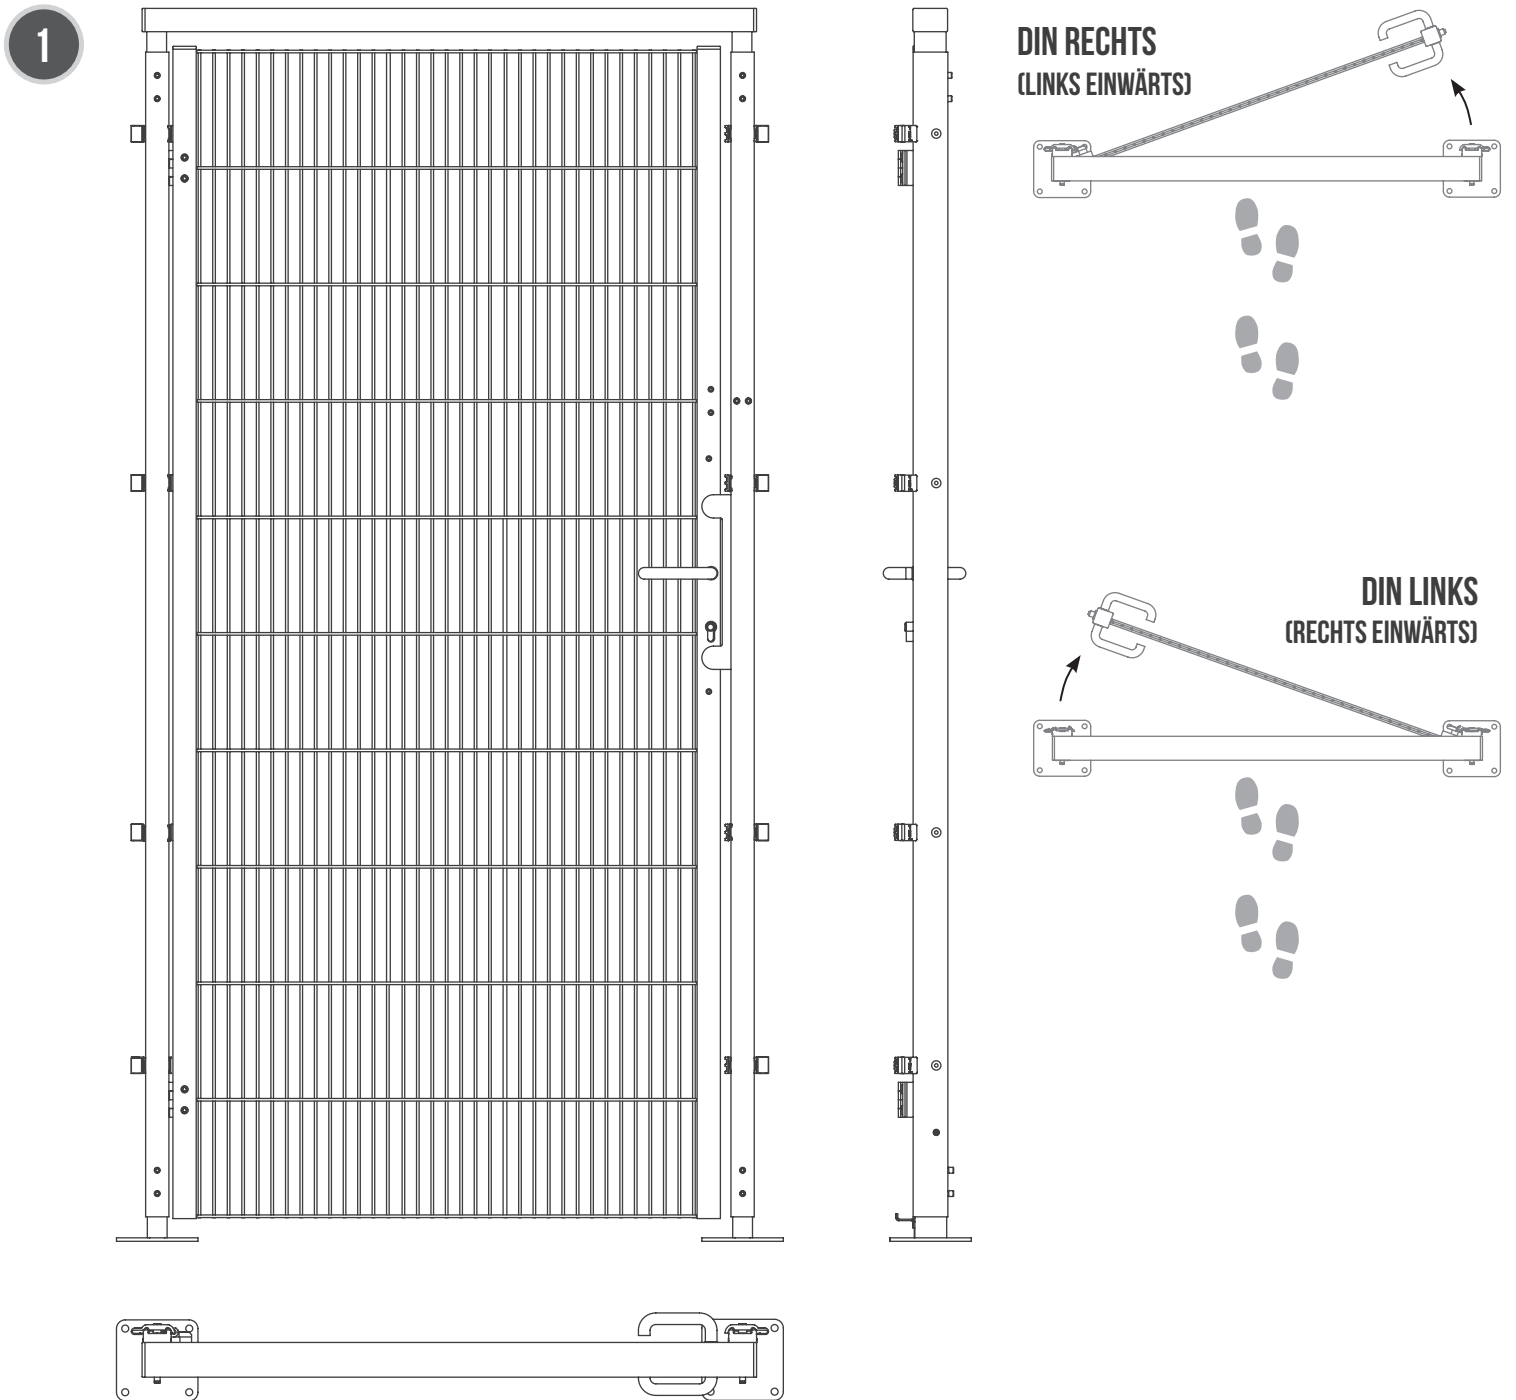 1
DIN RECHTS
(LINKS EINWÄRTS)
DIN LINKS
(RECHTS EINWÄRTS)